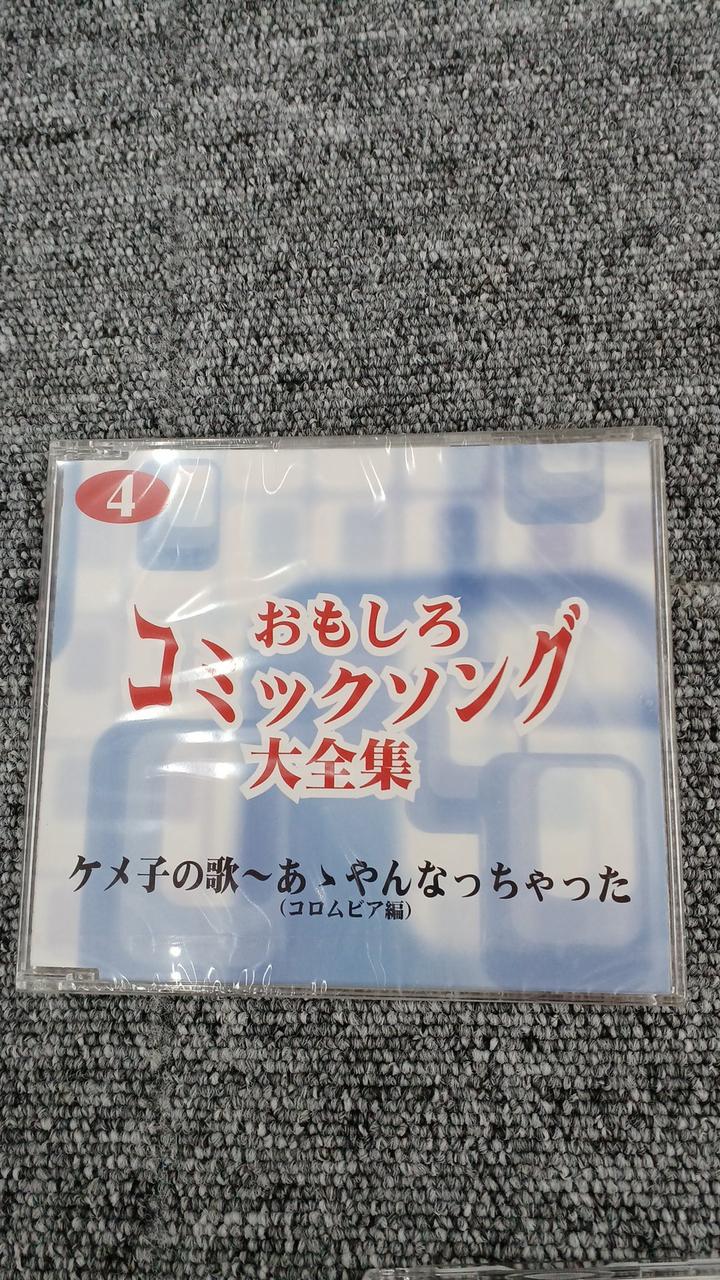 4
おもしろ
コミックソング
大全集
ケメ子の歌～あゝやんなっちゃった
(コロムビア編)